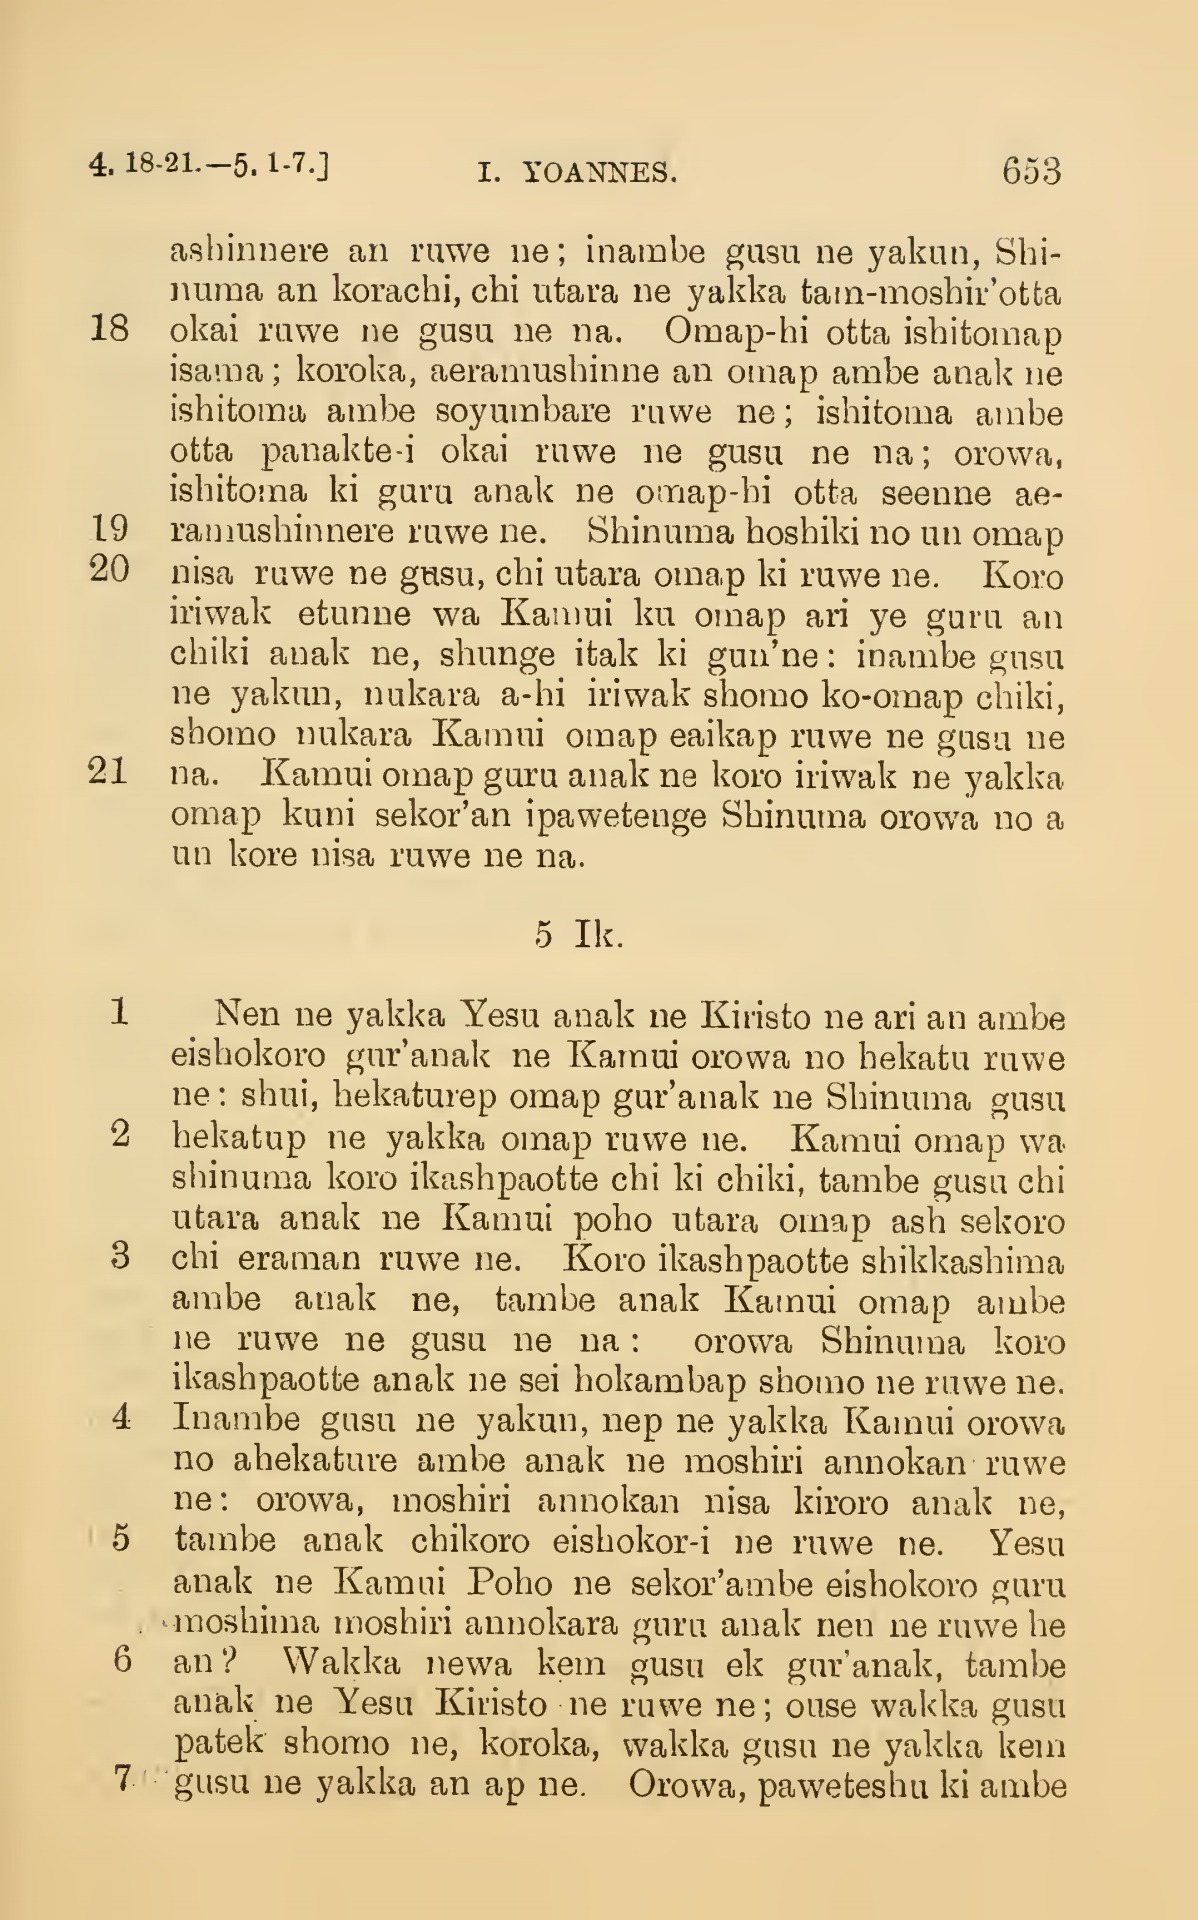 4. 18-21.—5. 1-7.] I. YOANNES. 653
ashinnere an ruwe ne; inambe gusu ne yakun, Shi-
numa an korachi, chi utara ne yakka tam-moshir'otta
18 okai ruwe ne gusu ne na. Omap-hi otta ishitomap
isama; koroka, aeramushinne an omap ambe anak ne
ishitoma ambe soyumbare ruwe ne; ishitoma ambe
otta panakte-i okai ruwe ne gusu ne na; orowa,
ishitoma ki guru anak ne omap-hi otta seenne ae-
19 ramushinnere ruwe ne. Shinuma hoshiki no un omap
20 nisa ruwe ne gusu, chi utara omap ki ruwe ne. Koro
iriwak etunne wa Kamui ku omap ari ye guru an
chiki anak ne, shunge itak ki gun'ne: inambe gusu
ne yakun, nukara a-hi iriwak shomo ko-omap chiki,
shomo nukara Kamui omap eaikap ruwe ne gusu ne
21 na. Kamui omap guru anak ne koro iriwak ne yakka
omap kuni sekor'an ipawetenge Shinuma orowa no a
un kore nisa ruwe ne na.
5 Ik.
1 Nen ne yakka Yesu anak ne Kiristo ne ari an ambe
eishokoro gur'anak ne Kamui orowa no hekatu ruwe
ne: shui, hekaturep omap gur'anak ne Shinuma gusu
2 hekatup ne yakka omap ruwe ne. Kamui omap wa
shinuma koro ikashpaotte chi ki chiki, tambe gusu chi
utara anak ne Kamui poho utara omap ash sekoro
3 chi eraman ruwe ne. Koro ikashpaotte shikkashima
ambe anak ne, tambe anak Kamui omap ambe
ne ruwe ne gusu ne na: orowa Shinuma koro
ikashpaotte anak ne sei hokambap shomo ne ruwe ne.
4 Inambe gusu ne yakun, nep ne yakka Kamui orowa
no ahekature ambe anak ne moshiri annokan ruwe
ne: orowa, moshiri annokan nisa kiroro anak ne,
5 tambe anak chikoro eishokor-i ne ruwe ne. Yesu
anak ne Kamui Poho ne sekor'ambe eishokoro guru
moshima moshiri annokara guru anak nen ne ruwe he
6 an? Wakka newa kem gusu ek gur'anak, tambe
anak ne Yesu Kiristo ne ruwe ne; ouse wakka gusu
patek shomo ne, koroka, wakka gusu ne yakka kem
7 gusu ne yakka an ap ne. Orowa, paweteshu ki ambe